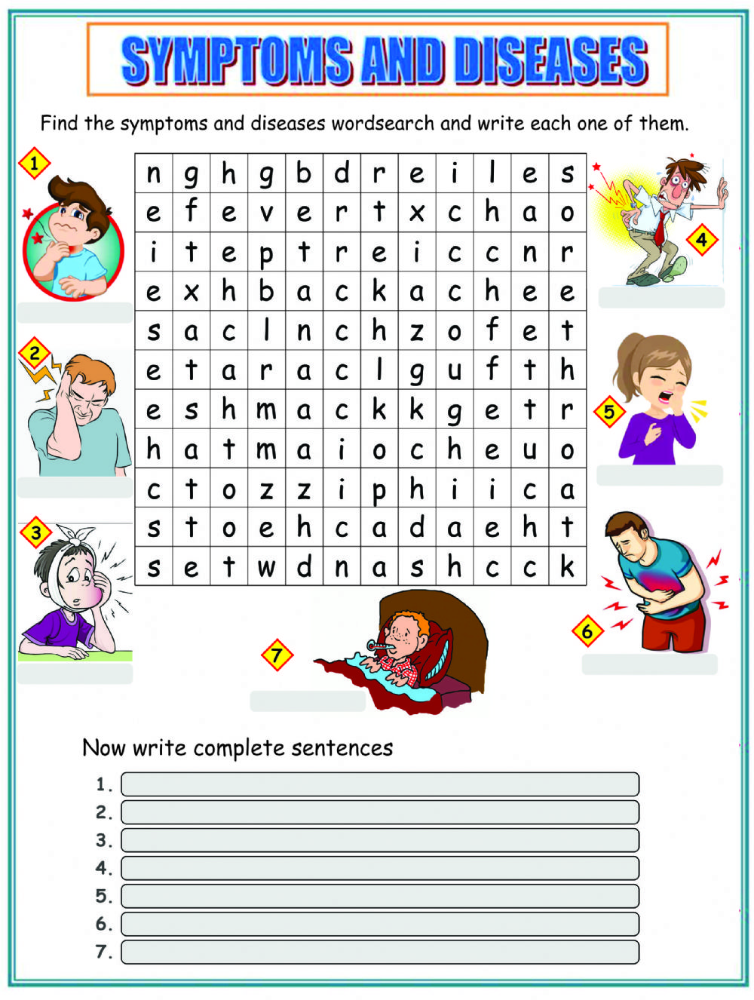 SYMPTOMS AND DISEASES
Find the symptoms and diseases wordsearch and write each one of them.
1
n g h g b d r e i l e s
e f e v e r t x c h a o
i t e p t r e i c c n r
e x h b a c k a c h e e
s a c l n c h z o f e t
e t a r a c l g u f t h
e s h m a c k k g e t r
h a t m a i o c h e u o
c t o z z i p h i i c a
s t o e h c a d a e h t
s e t w d n a s h c c k
4
2
5
3
6
7
Now write complete sentences
1.
2.
3.
4.
5.
6.
7.